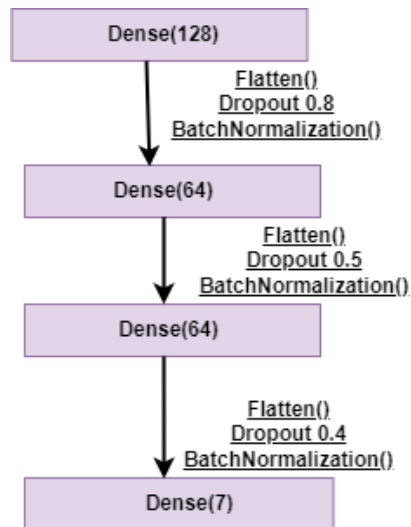 Dense(128)
Flatten()
Dropout 0.8
BatchNormalization()
Dense(64)
Flatten()
Dropout 0.5
BatchNormalization()
Dense(64)
Flatten()
Dropout 0.4
BatchNormalization()
Dense(7)